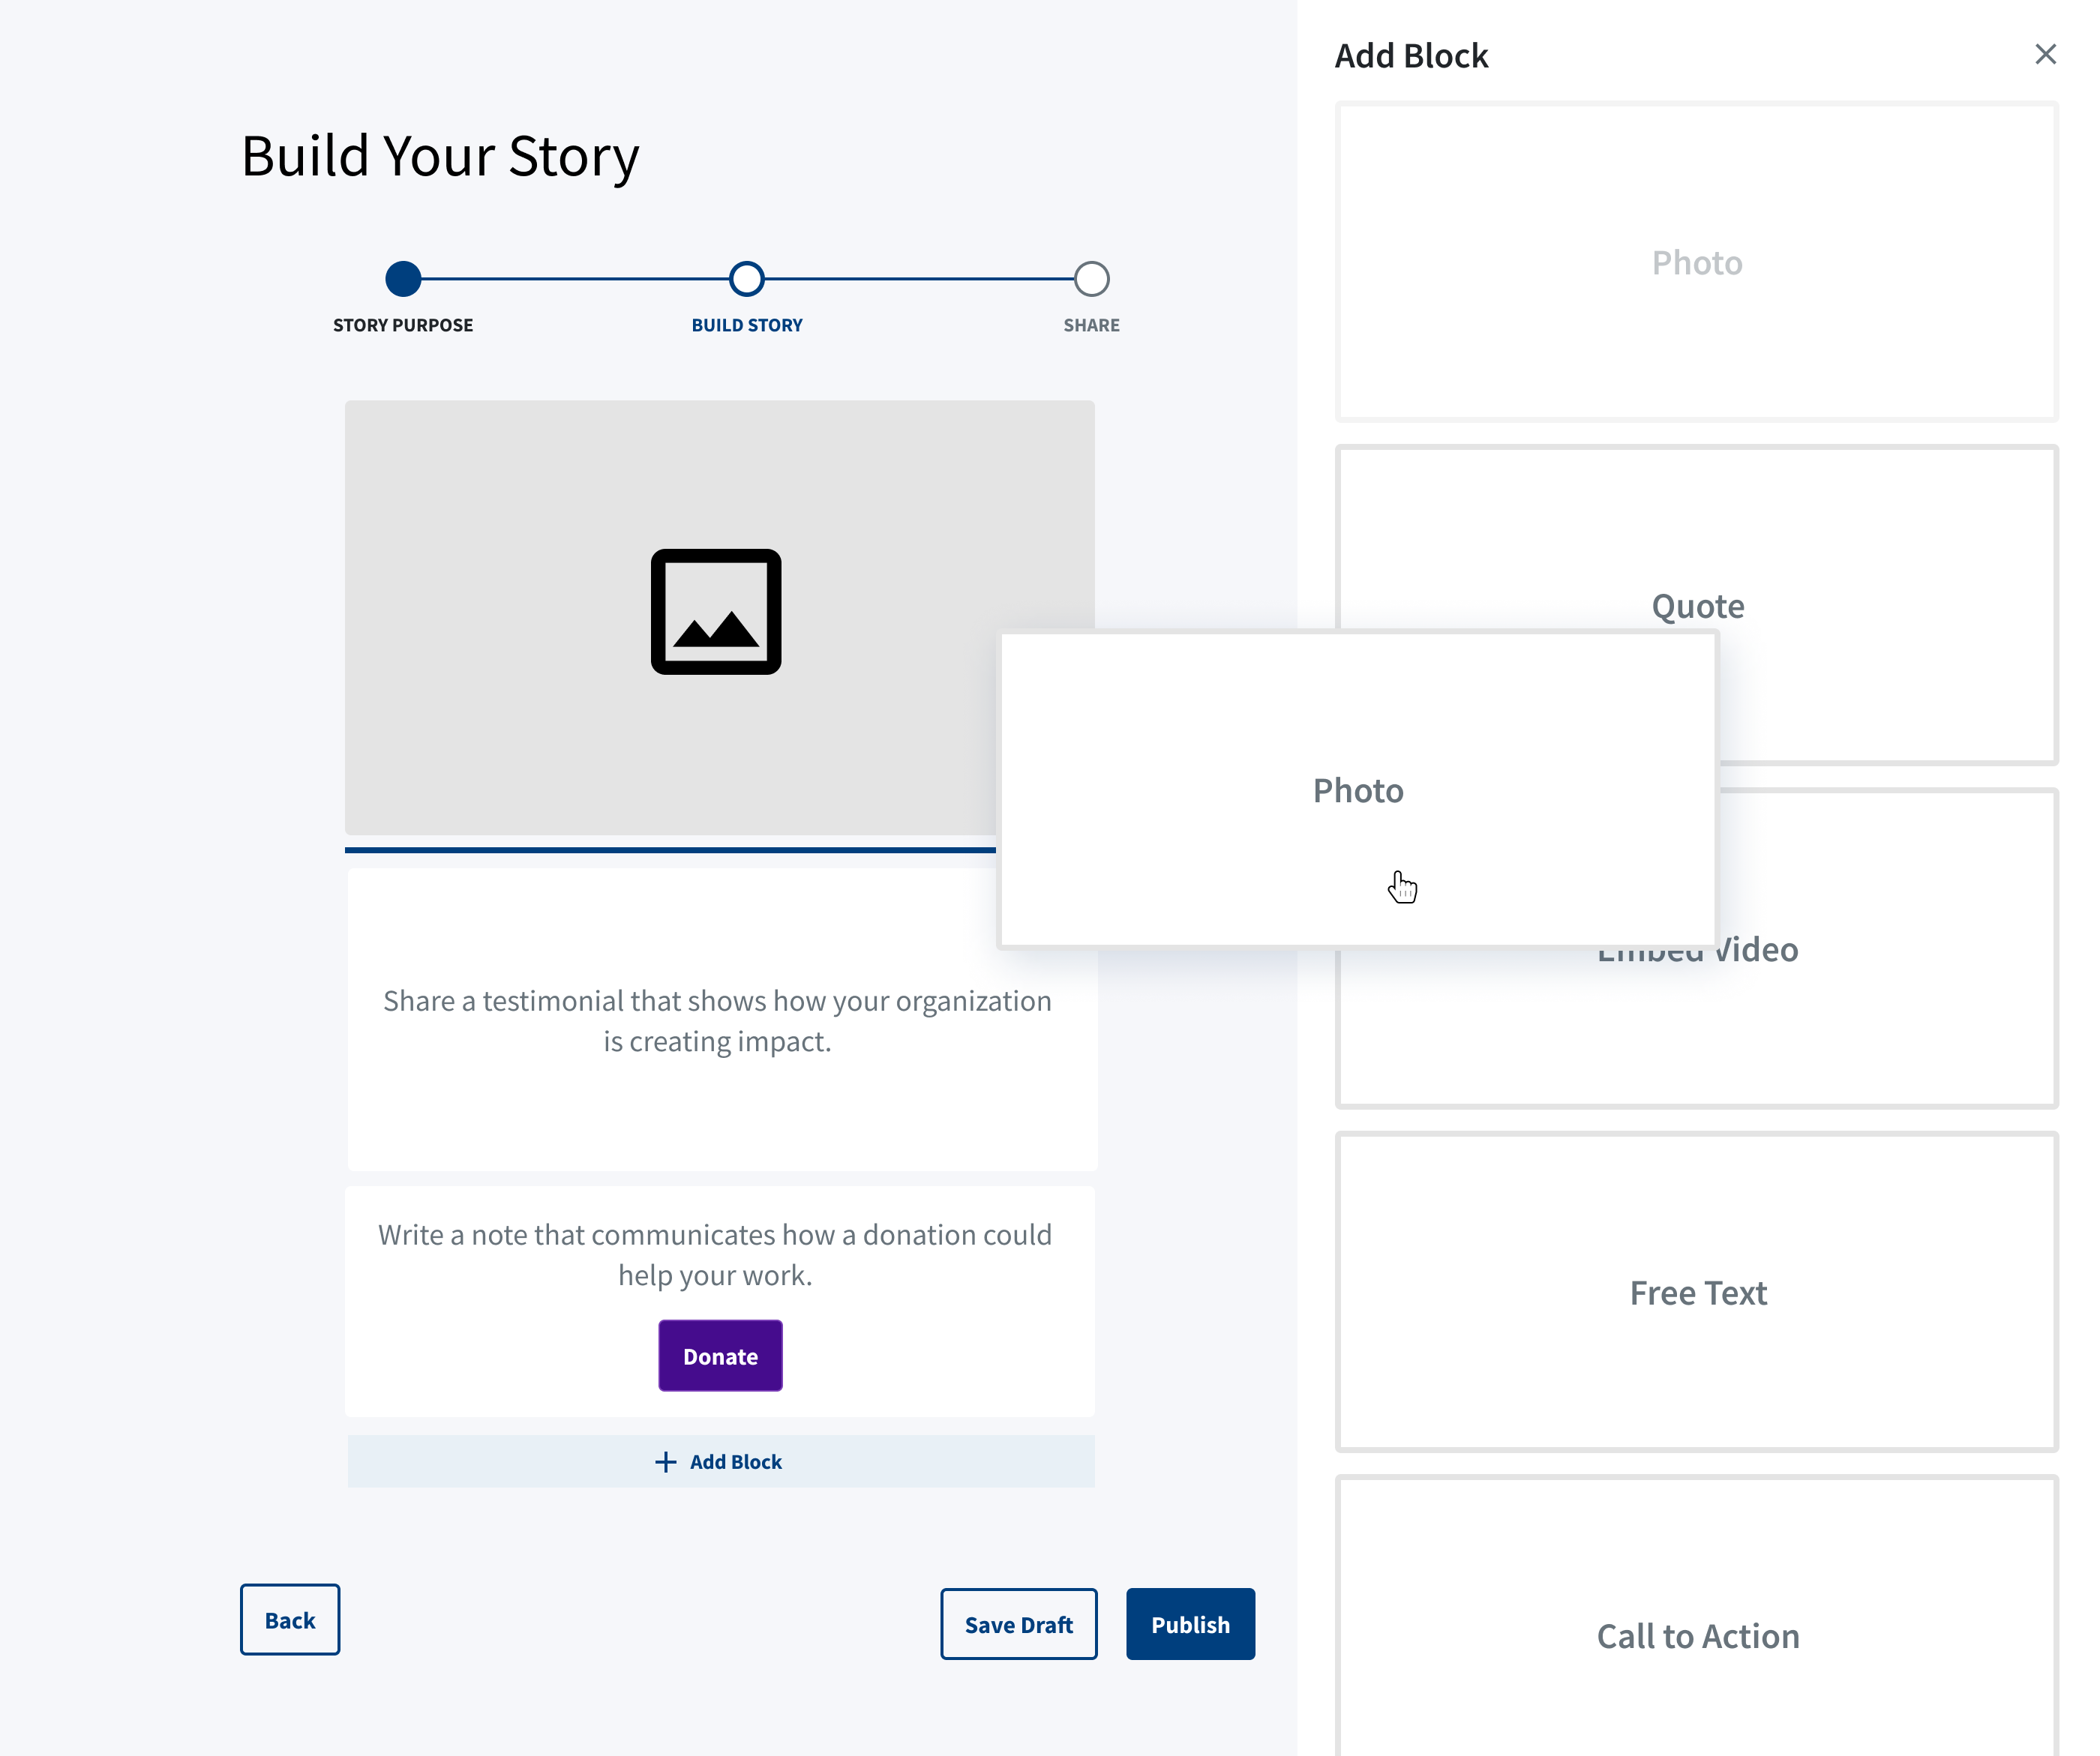 Build Your Story
STORY PURPOSE
BUILD STORY
SHARE
Share a testimonial that shows how your organization
is creating impact.
Write a note that communicates how a donation could
help your work.
Donate
Add Block
Back
Save Draft
Publish
Add Block
Photo
Quote
Photo
Embed Video
Free Text
Call to Action